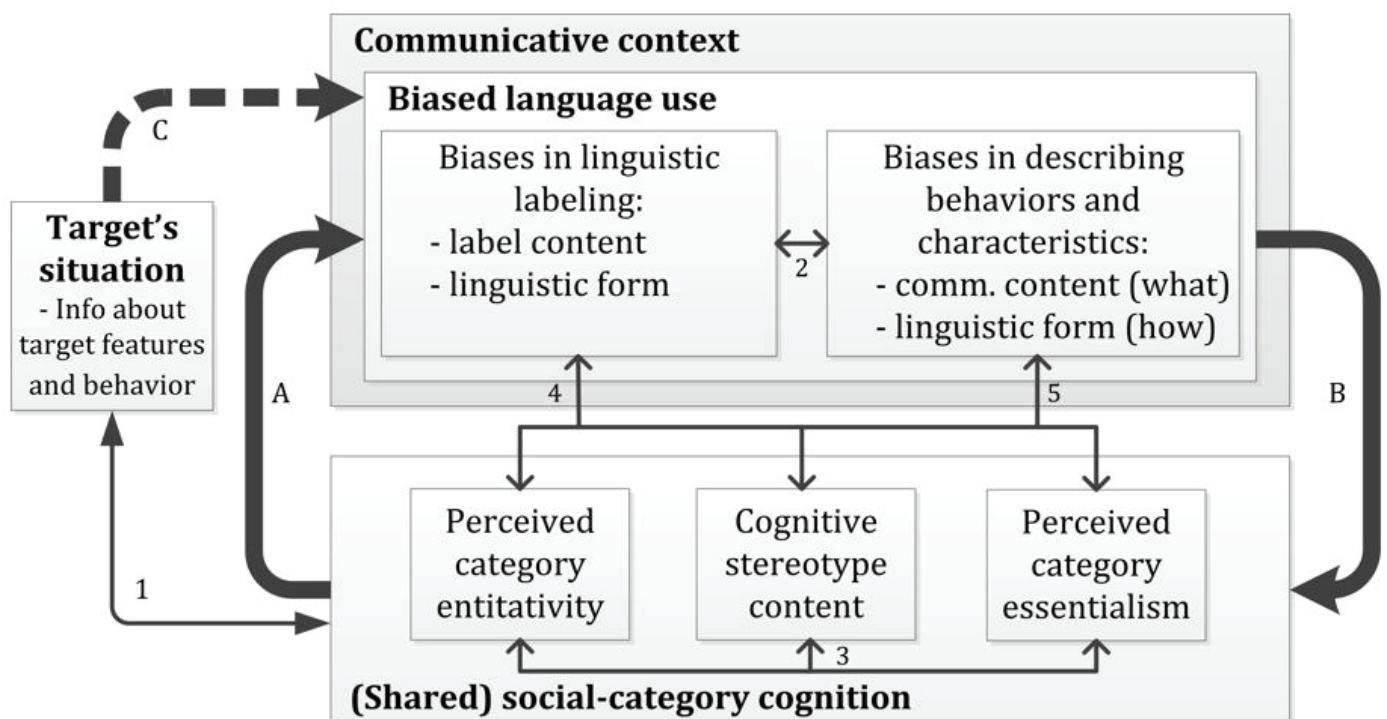 Communicative context
Biased language use
C
Biases in linguistic
labeling:
- label content
- linguistic form
2
Biases in describing
behaviors and
characteristics:
- comm. content (what)
- linguistic form (how)
Target's
situation
- Info about
target features
and behavior
A
4
5
B
1
Perceived
category
entitativity
Cognitive
stereotype
content
Perceived
category
essentialism
3
(Shared) social-category cognition